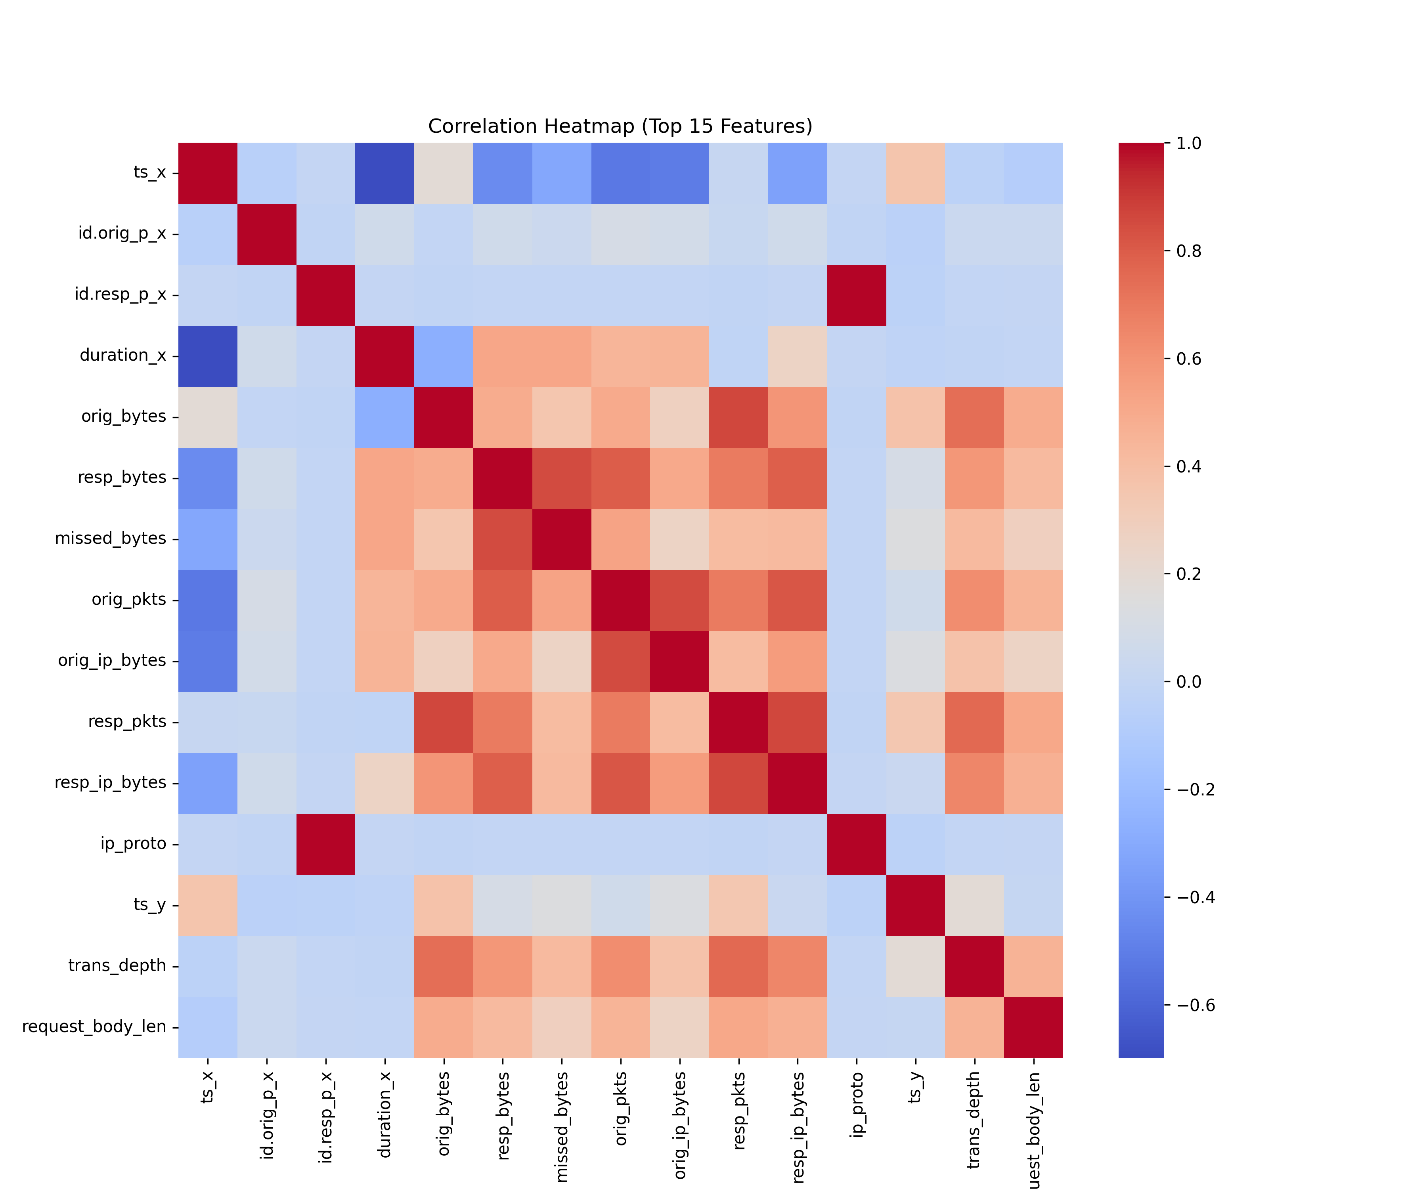 Correlation Heatmap (Top 15 Features)
ts_x
id.orig_p_x
id.resp_p_x
duration_x
orig_bytes
resp_bytes
missed_bytes
orig_pkts
orig_ip_bytes
resp_pkts
resp_ip_bytes
ip_proto
ts_y
trans_depth
request_body_len
ts_x
id.orig_p_x
id.resp_p_x
duration_x
orig_bytes
resp_bytes
missed_bytes
orig_pkts
orig_ip_bytes
resp_pkts
resp_ip_bytes
ip_proto
ts_y
trans_depth
uest_body_len
1.0
0.8
0.6
0.4
0.2
0.0
−0.2
−0.4
−0.6